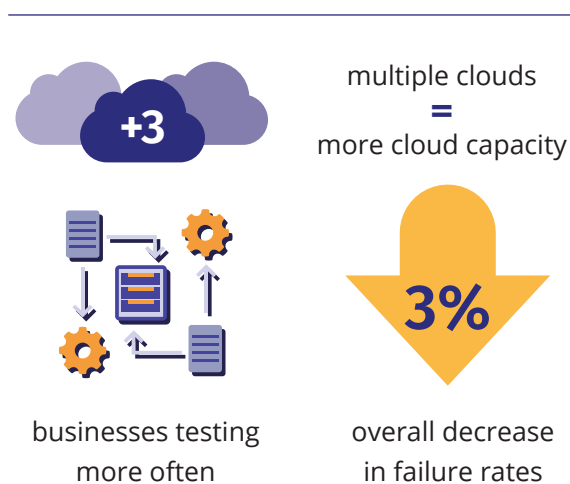 +3
multiple clouds
=
more cloud capacity
businesses testing
more often
3%
overall decrease
in failure rates